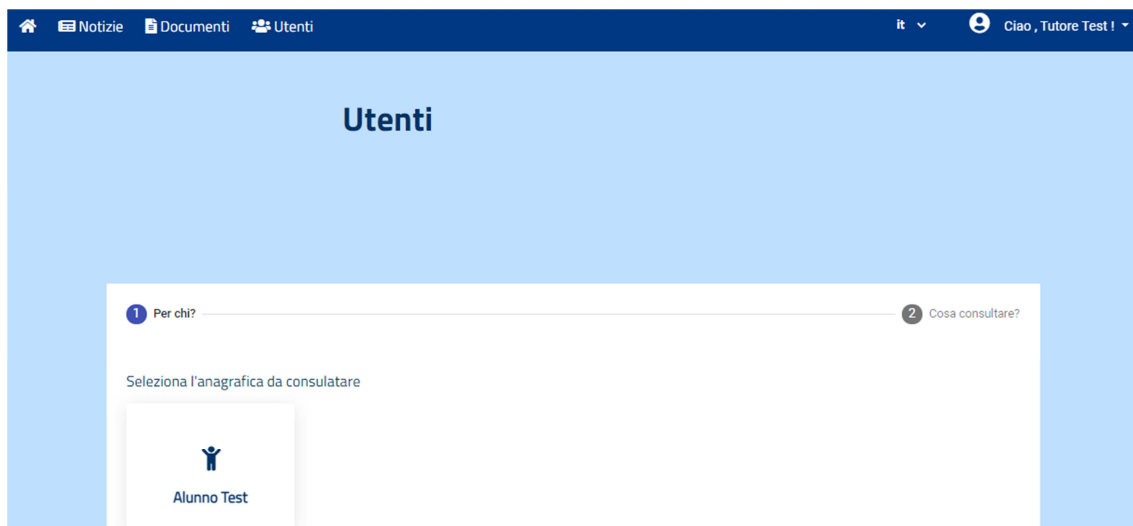 Notizie Documenti Utenti it Ciao , Tutore Test !
Utenti
1 Per chi? 2 Cosa consultare?
Seleziona l'anagrafica da consulatare
Alunno Test